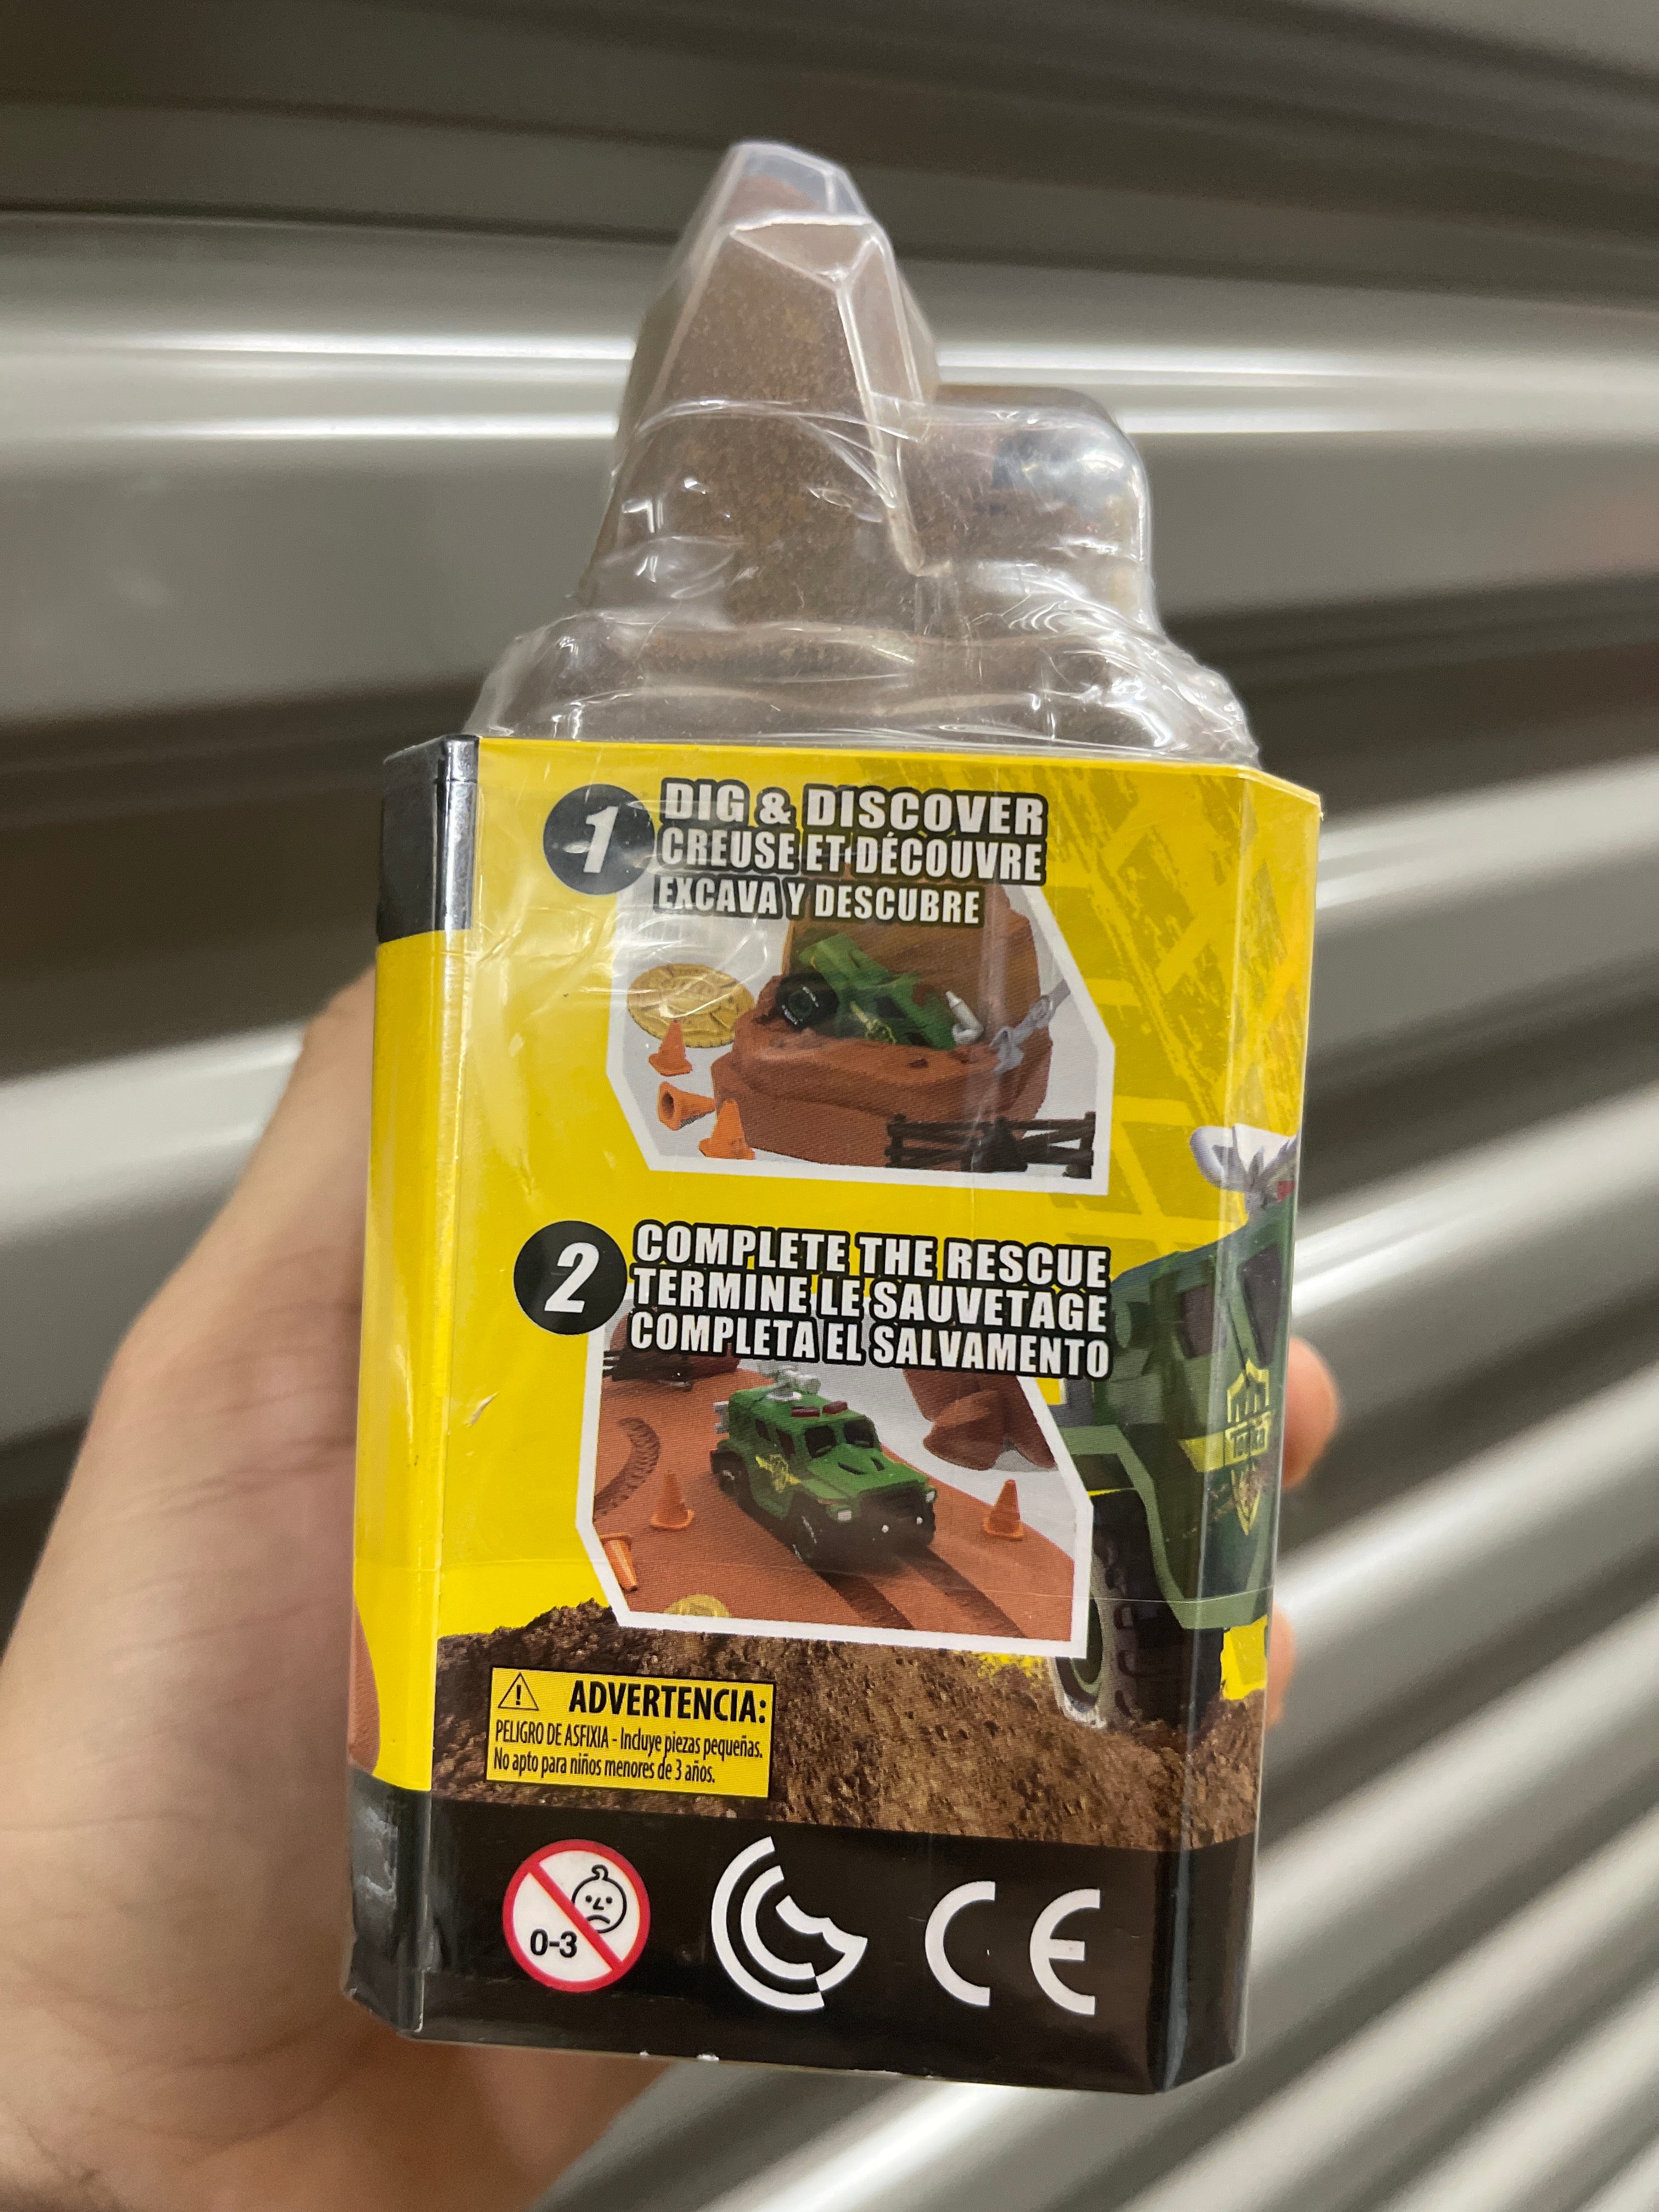 1
DIG & DISCOVER
CREUSE ET DÉCOUVRE
EXCAVA Y DESCUBRE
2
COMPLETE THE RESCUE
TERMINE LE SAUVETAGE
COMPLETA EL SALVAMENTO
Tonka
ADVERTENCIA:
PELIGRO DE ASFIXIA - Incluye piezas pequeñas.
No apto para niños menores de 3 años.
0-3
CE